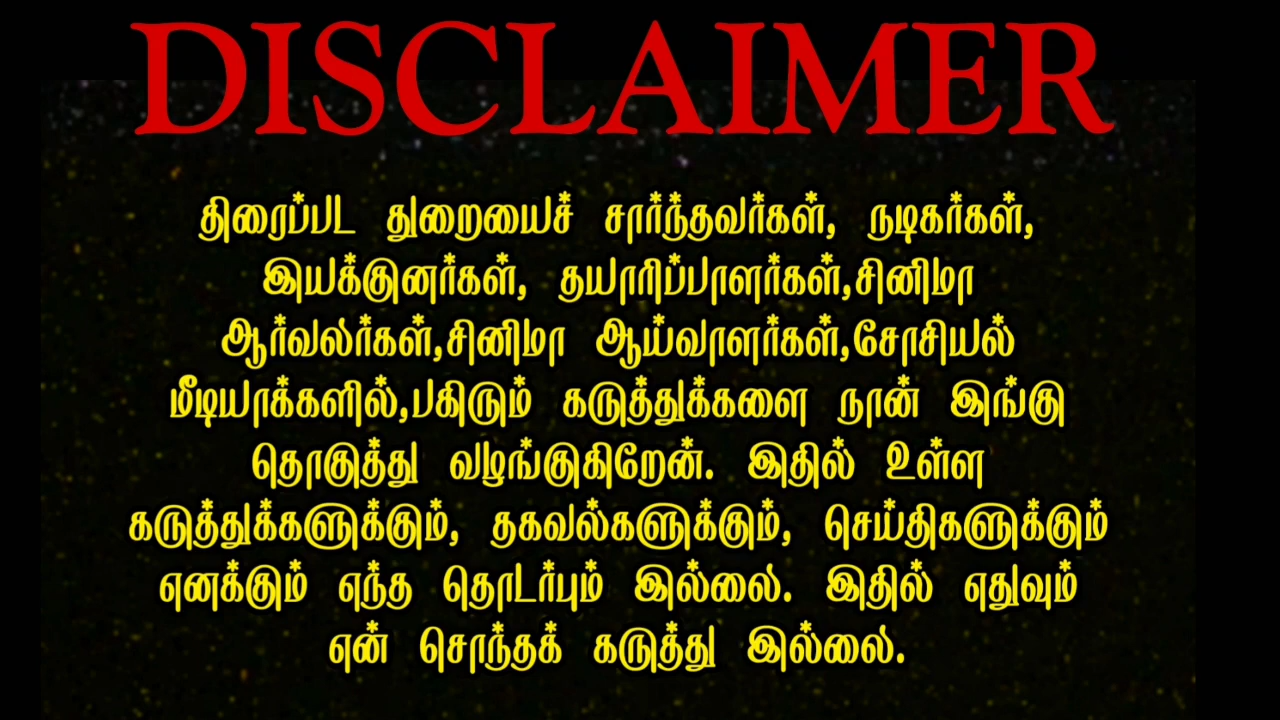 DISCLAIMER
திரைப்பட துறையைச் சார்ந்தவர்கள், நடிகர்கள்,
இயக்குனர்கள், தயாரிப்பாளர்கள்,சினிமா
ஆர்வலர்கள்,சினிமா ஆய்வாளர்கள்,சோசியல்
மீடியாக்களில்,பகிரும் கருத்துக்களை நான் இங்கு
தொகுத்து வழங்குகிறேன். இதில் உள்ள
கருத்துக்களுக்கும், தகவல்களுக்கும், செய்திகளுக்கும்
எனக்கும் எந்த தொடர்பும் இல்லை. இதில் எதுவும்
என் சொந்தக் கருத்து இல்லை.